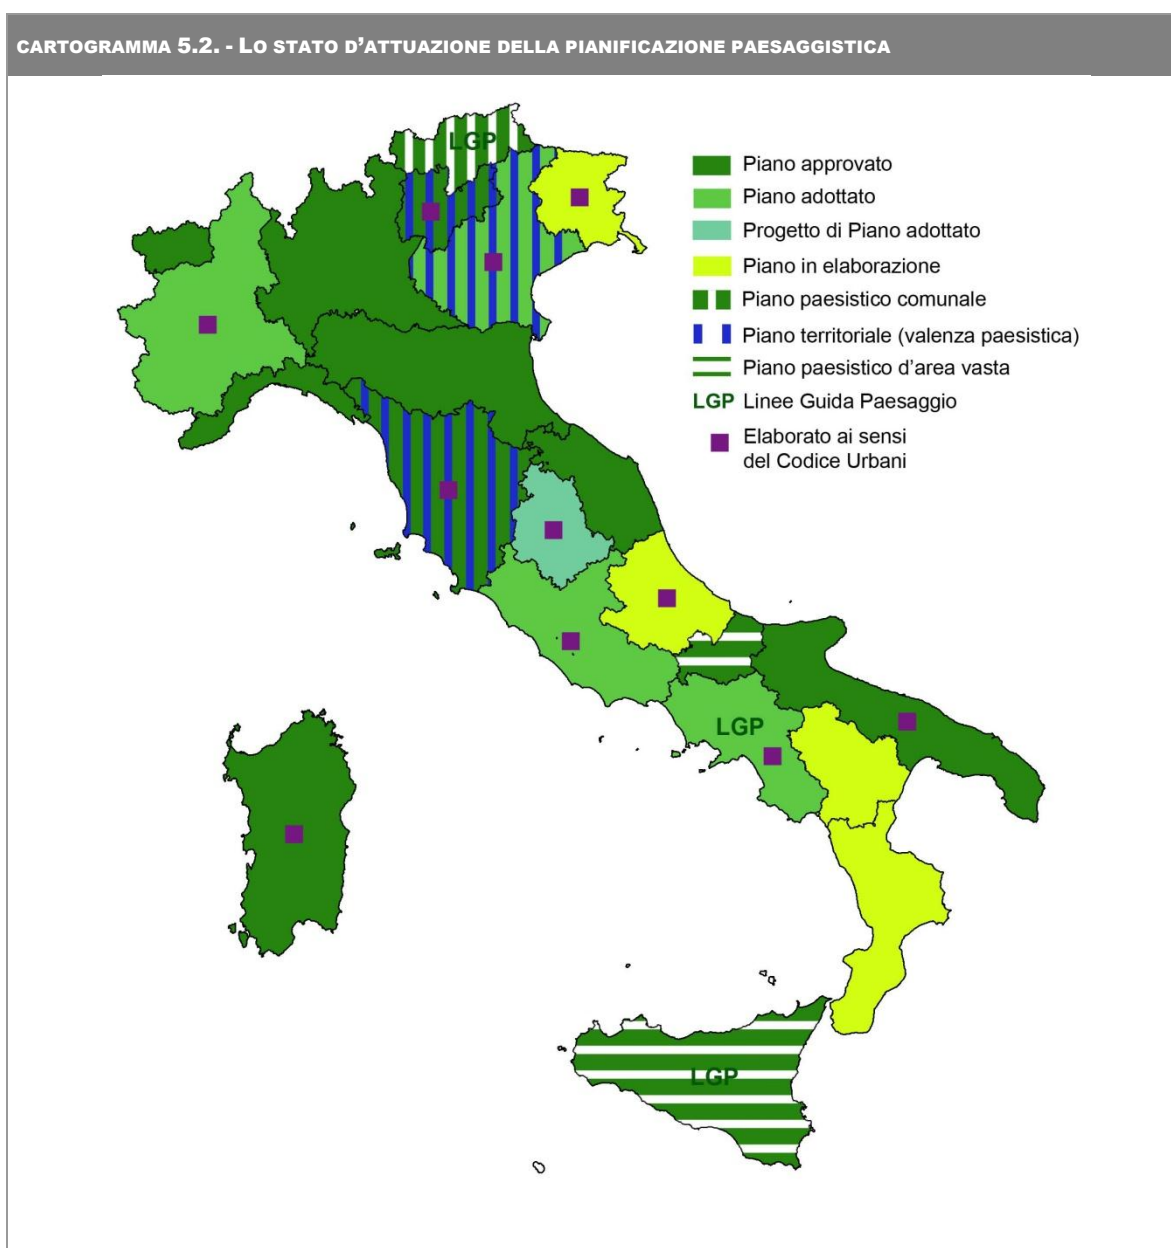 CARTOGRAMMA 5.2. - LO STATO D’ATTUAZIONE DELLA PIANIFICAZIONE PAESAGGISTICA
LGP
Piano approvato
Piano adottato
Progetto di Piano adottato
Piano in elaborazione
Piano paesistico comunale
Piano territoriale (valenza paesistica)
Piano paesistico d’area vasta
LGP Linee Guida Paesaggio
Elaborato ai sensi
del Codice Urbani
LGP
LGP